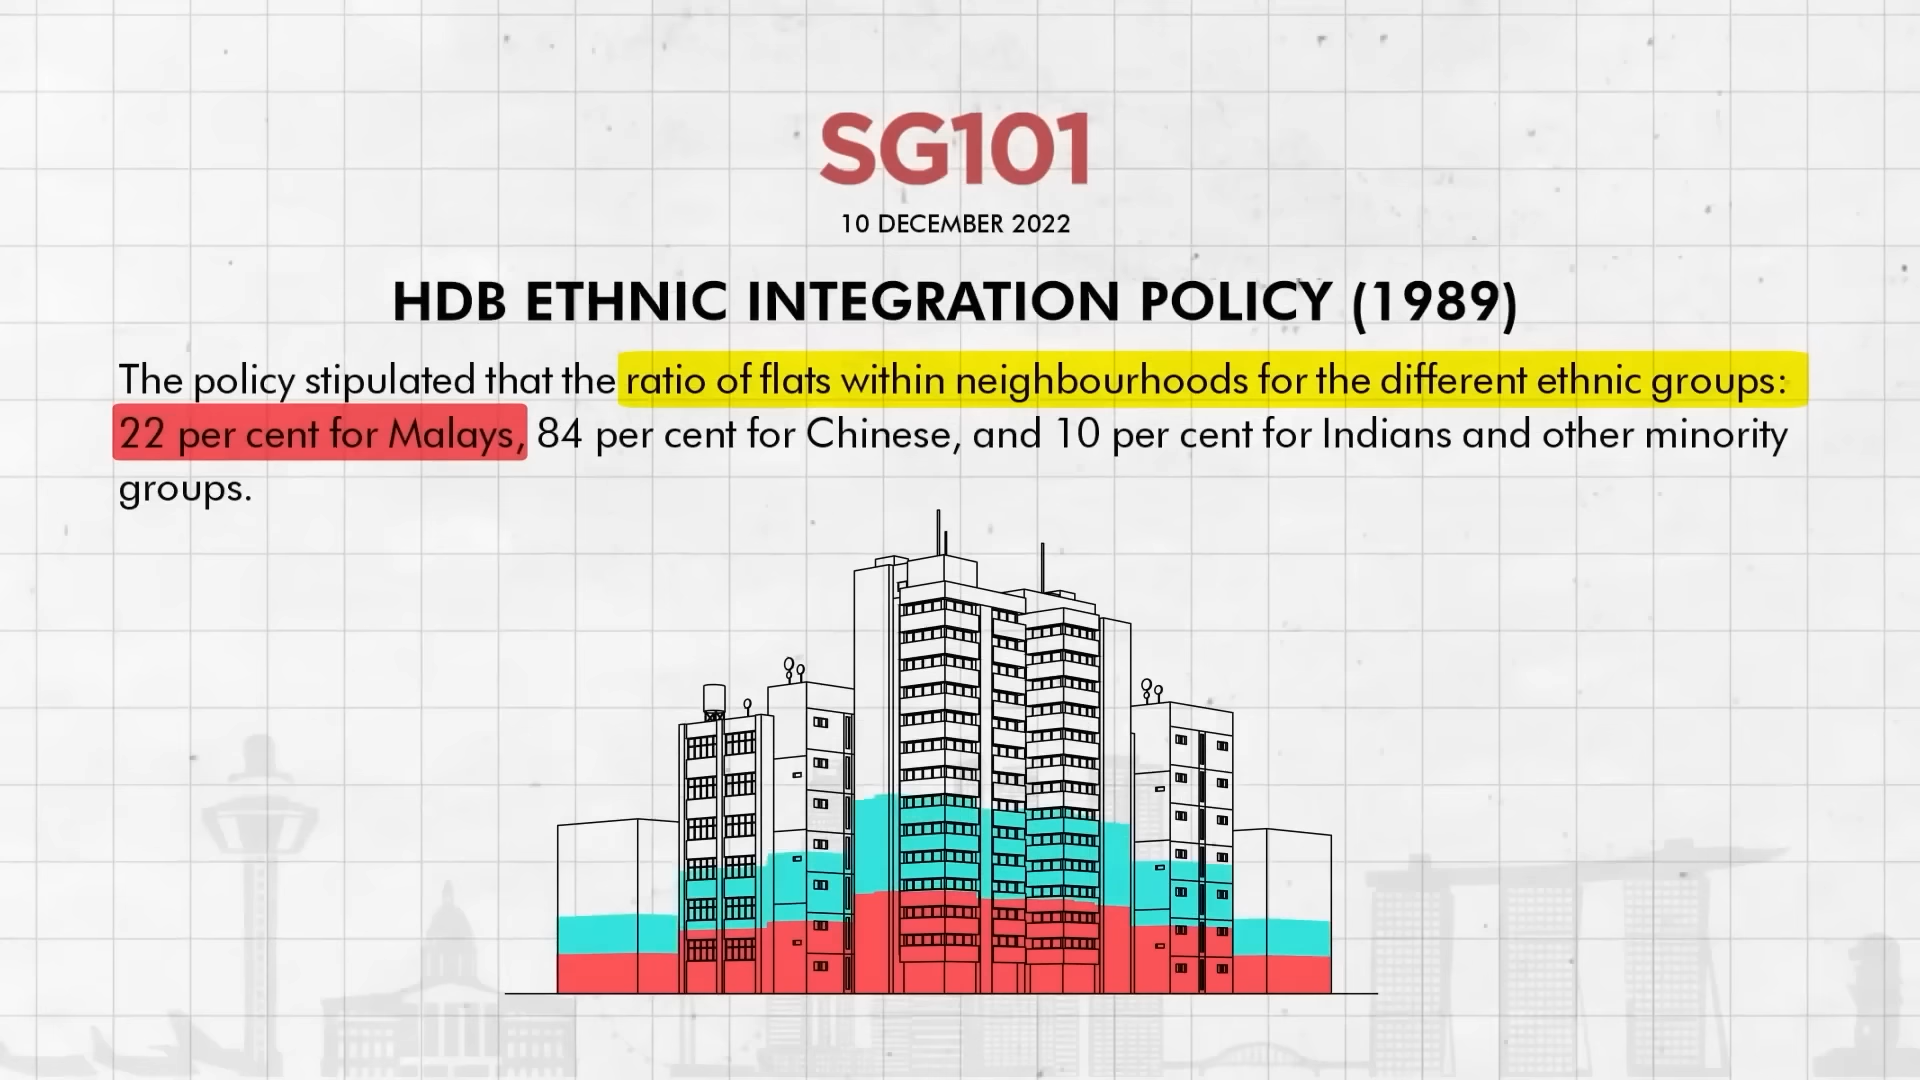 SG101
10 DECEMBER 2022
HDB ETHNIC INTEGRATION POLICY (1989)
The policy stipulated that the ratio of flats within neighbourhoods for the different ethnic groups:
22 per cent for Malays, 84 per cent for Chinese, and 10 per cent for Indians and other minority
groups.